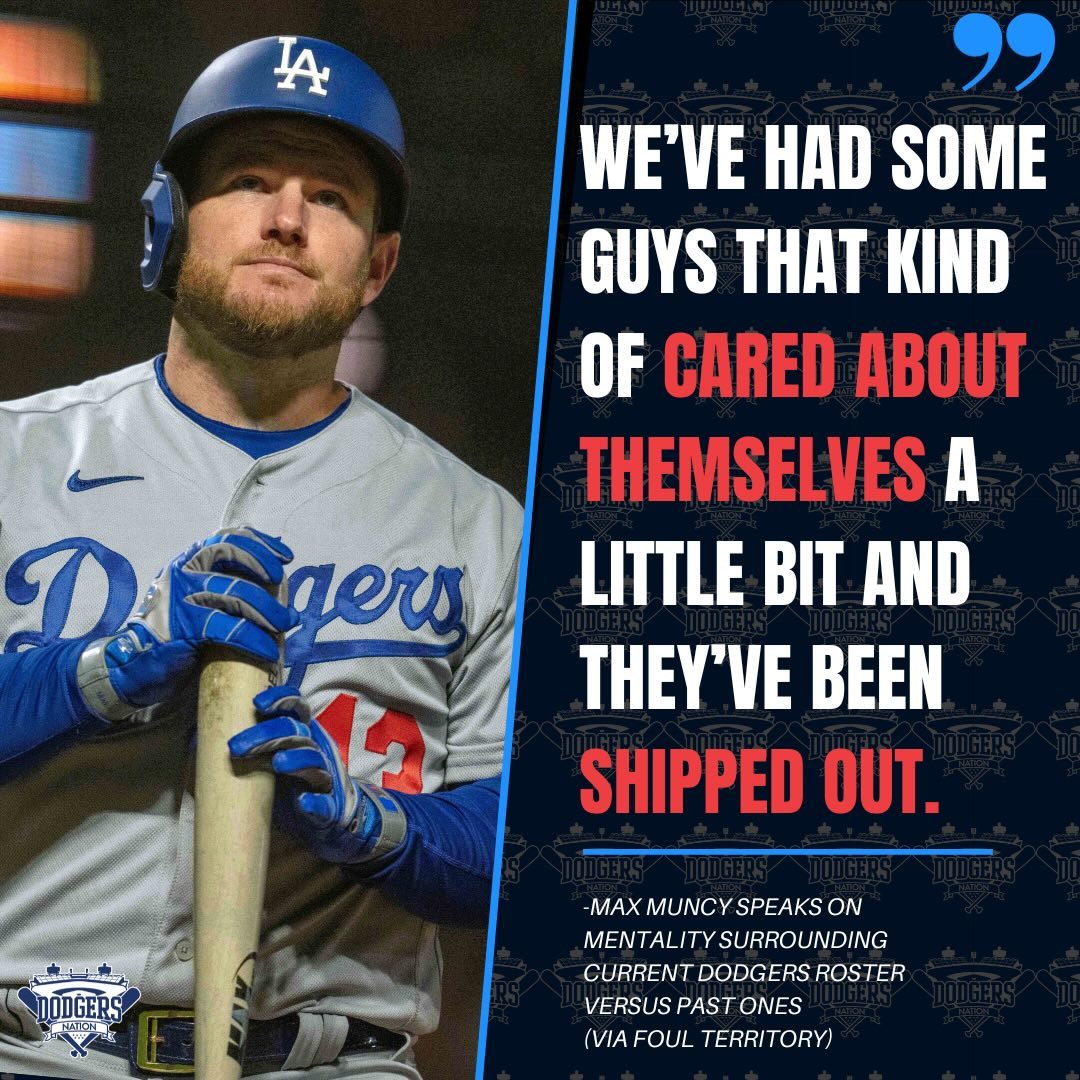 LA
Dodgers
13
DODGERS
NATION
”
WE’VE HAD SOME
GUYS THAT KIND
OF CARED ABOUT
THEMSELVES A
LITTLE BIT AND
THEY’VE BEEN
SHIPPED OUT.
-MAX MUNCY SPEAKS ON
MENTALITY SURROUNDING
CURRENT DODGERS ROSTER
VERSUS PAST ONES
(VIA FOUL TERRITORY)